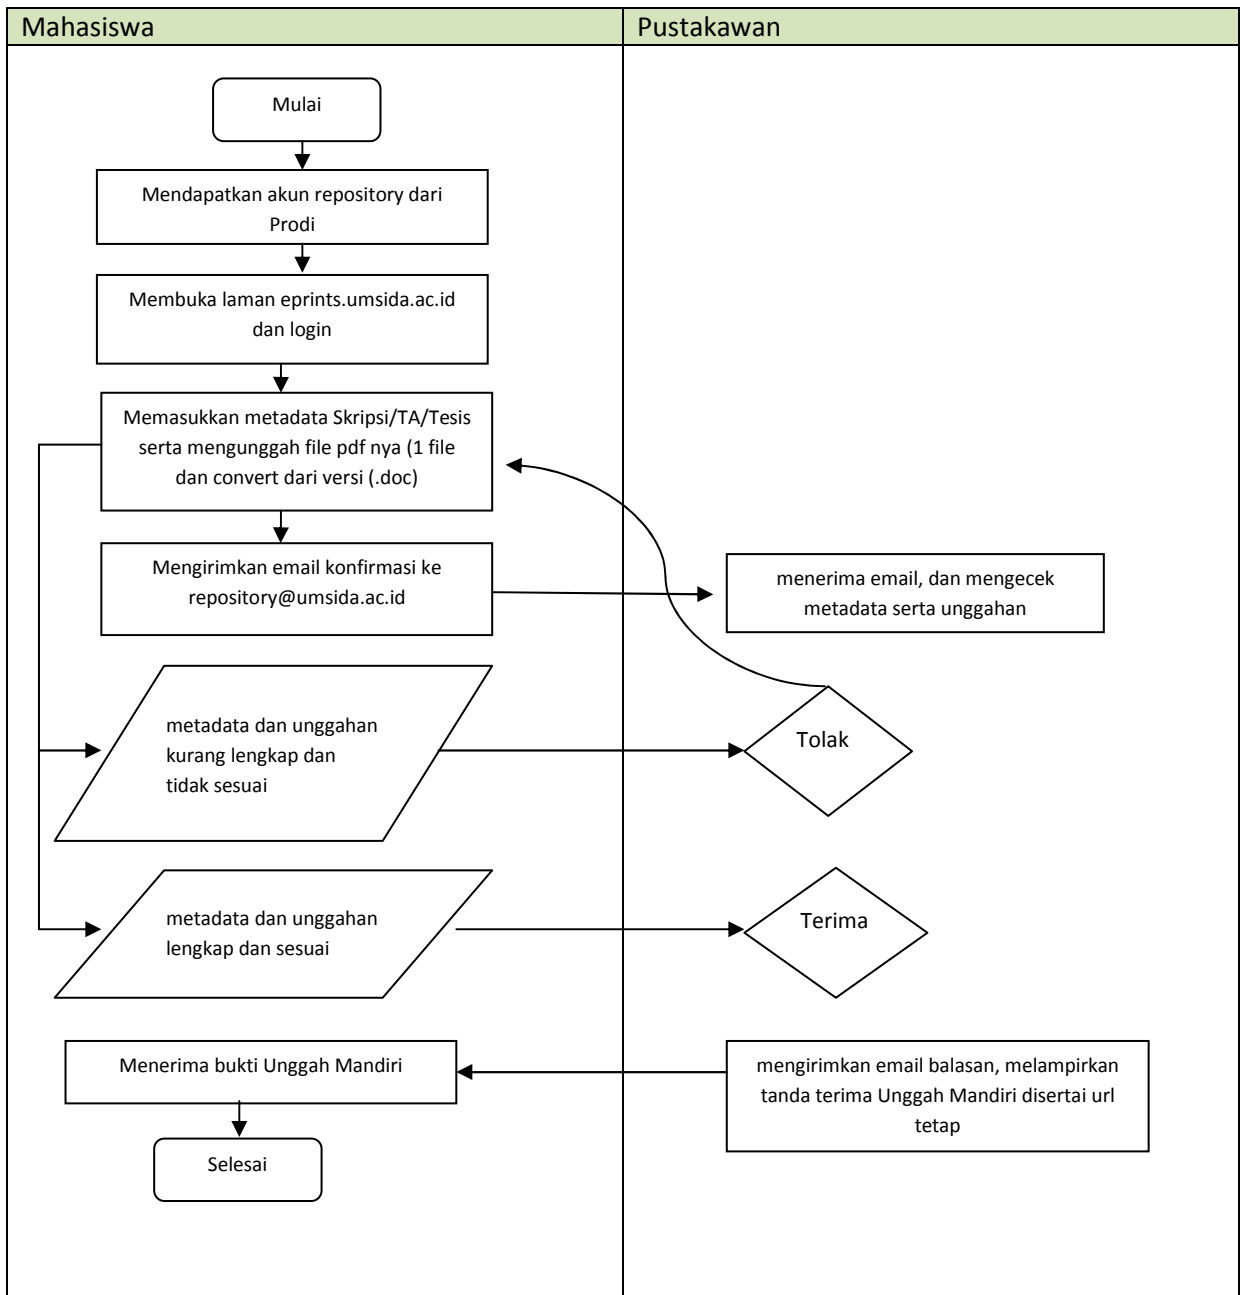 Mahasiswa
Pustakawan
Mulai
Mendapatkan akun repository dari
Prodi
Membuka laman eprints.umsida.ac.id
dan login
Memasukkan metadata Skripsi/TA/Tesis
serta mengunggah file pdf nya (1 file
dan convert dari versi (.doc)
Mengirimkan email konfirmasi ke
repository@umsida.ac.id
menerima email, dan mengecek
metadata serta unggahan
metadata dan unggahan
kurang lengkap dan
tidak sesuai
Tolak
metadata dan unggahan
lengkap dan sesuai
Terima
mengirimkan email balasan, melampirkan
tanda terima Unggah Mandiri disertai url
tetap
Menerima bukti Unggah Mandiri
Selesai